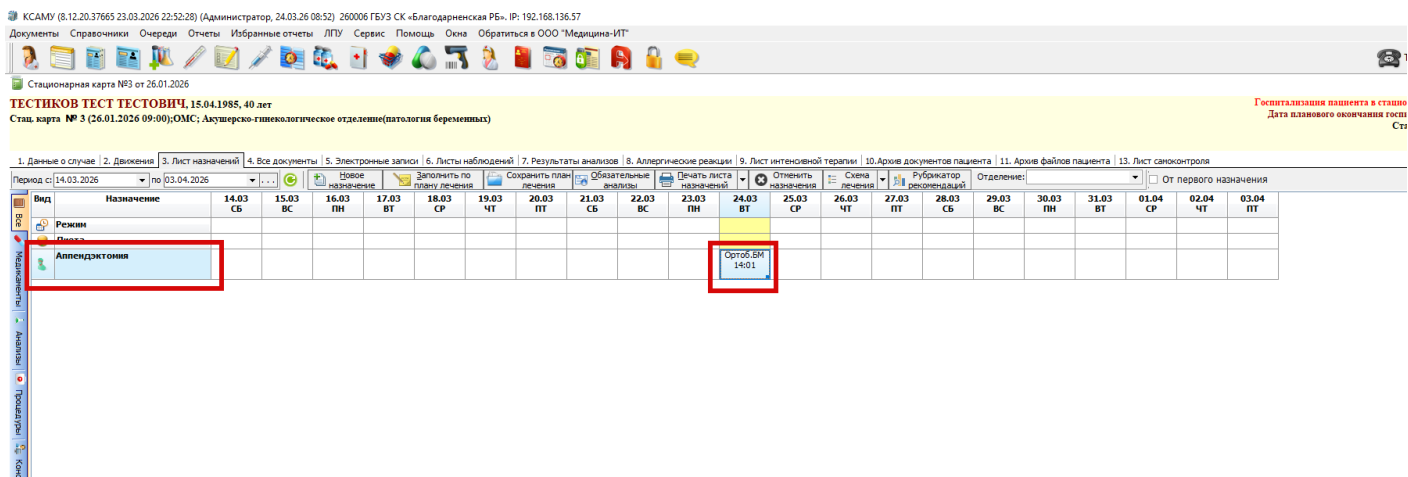 КСАМУ (8.12.20.37665 23.03.2026 22:52:28) (Администратор, 24.03.26 08:52) 260006 ГБУЗ СК «Благодарненская РБ». IP: 192.168.136.57
Документы Справочники Очереди Отчеты Избранные отчеты ЛПУ Сервис Помощь Окна Обратиться в ООО "Медицина-ИТ"
Стационарная карта №3 от 26.01.2026
ТЕСТИКОВ ТЕСТ ТЕСТОВИЧ, 15.04.1985, 40 лет
Госпитализация пациента в
Стац. карта № 3 (26.01.2026 09:00);ОМС; Акушерско-гинекологическое отделение(патология беременных)
Дата планового окончания
1. Данные о случае 2. Движения 3. Лист назначений 4. Все документы 5. Электронные записи 6. Листы наблюдений 7. Результаты анализов 8. Аллергические реакции 9. Лист интенсивной терапии 10.Архив документов пациента 11. Архив файлов пациента 13. Лист самоконтроля
Период с: 14.03.2026 по 03.04.2026 ... Новое назначение Заполнить по плану лечения Сохранить план лечения Обязательные анализы Печать листа назначений Отменить назначения Схема лечения Рубрикатор рекомендаций Отделение: От первого назначения
Вид Назначение 14.03 15.03 16.03 17.03 18.03 19.03 20.03 21.03 22.03 23.03 24.03 25.03 26.03 27.03 28.03 29.03 30.03 31.03 01.04 02.04 03.04
СБ ВС ПН ВТ СР ЧТ ПТ СБ ВС ПН ВТ СР ЧТ ПТ СБ ВС ПН ВТ СР ЧТ ПТ
Режим
Диета
Аппендэктомия
Ортоб.БМ
14:01
Все
Медикаменты
Анализы
Процедуры